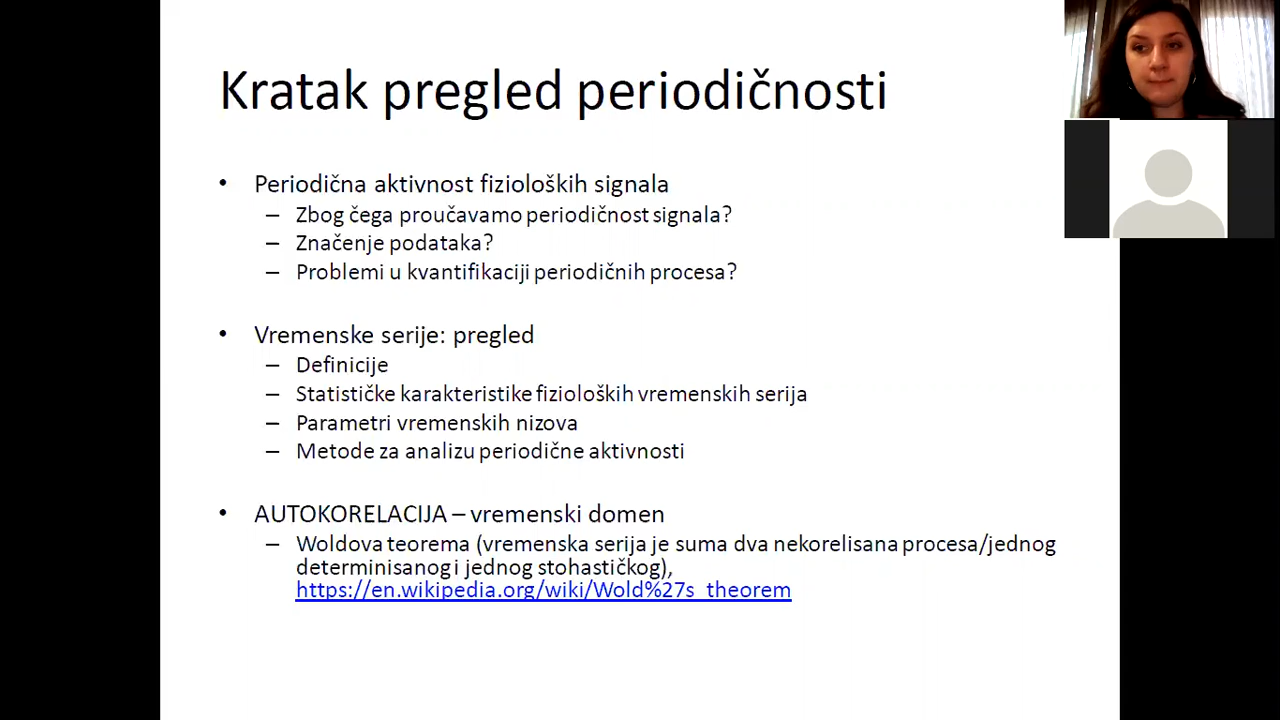 Kratak pregled periodičnosti
• Periodična aktivnost fizioloških signala
– Zbog čega proučavamo periodičnost signala?
– Značenje podataka?
– Problemi u kvantifikaciji periodičnih procesa?
• Vremenske serije: pregled
– Definicije
– Statističke karakteristike fizioloških vremenskih serija
– Parametri vremenskih nizova
– Metode za analizu periodične aktivnosti
• AUTOKORELACIJA – vremenski domen
– Woldova teorema (vremenska serija je suma dva nekorelisana procesa/jednog
determinisanog i jednog stohastičkog),
https://en.wikipedia.org/wiki/Wold%27s_theorem